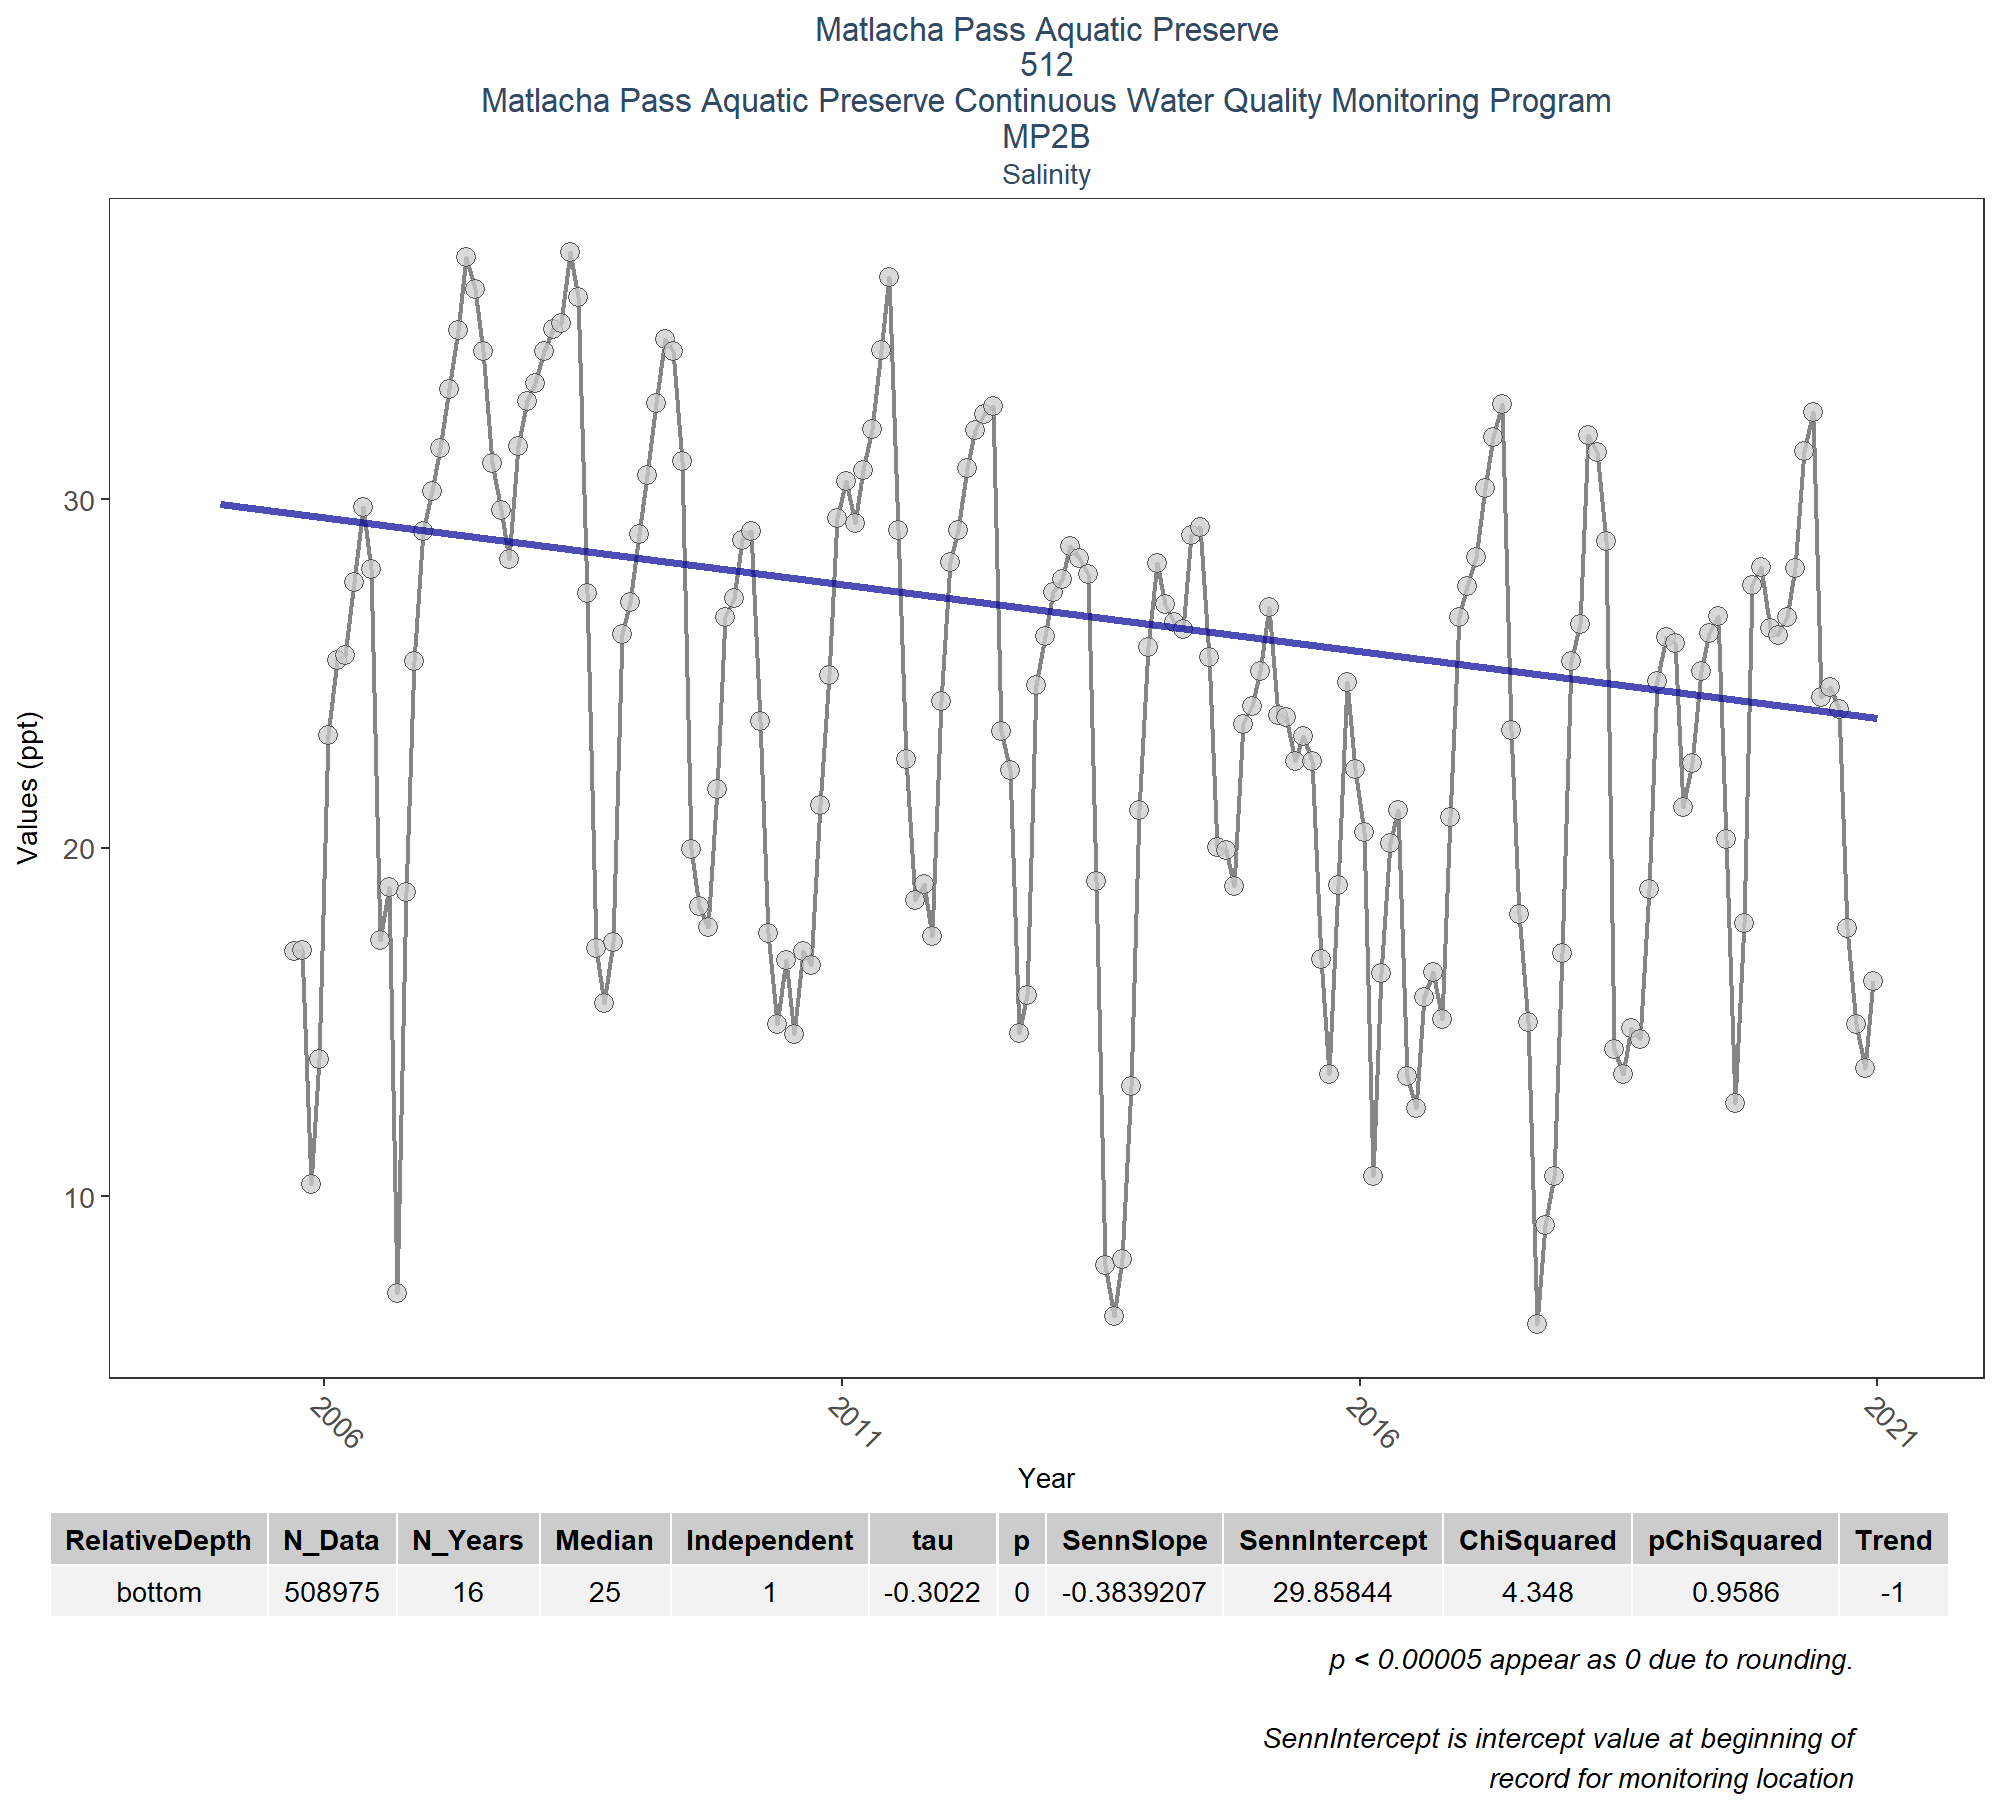 Matlacha Pass Aquatic Preserve
512
Matlacha Pass Aquatic Preserve Continuous Water Quality Monitoring Program
MP2B
Salinity
Values (ppt)
30
20
10
2006 2011 2016 2021
Year
RelativeDepth N_Data N_Years Median Independent tau p SennSlope SennIntercept ChiSquared pChiSquared Trend
bottom 508975 16 25 1 -0.3022 0 -0.3839207 29.85844 4.348 0.9586 -1
p < 0.00005 appear as 0 due to rounding.
SennIntercept is intercept value at beginning of
record for monitoring location